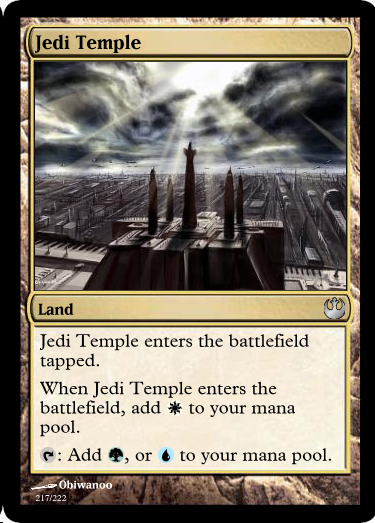 Jedi Temple
Land
Jedi Temple enters the battlefield
tapped.
When Jedi Temple enters the
battlefield, add to your mana
pool.
: Add , or to your mana pool.
Obiwanoo
217/222